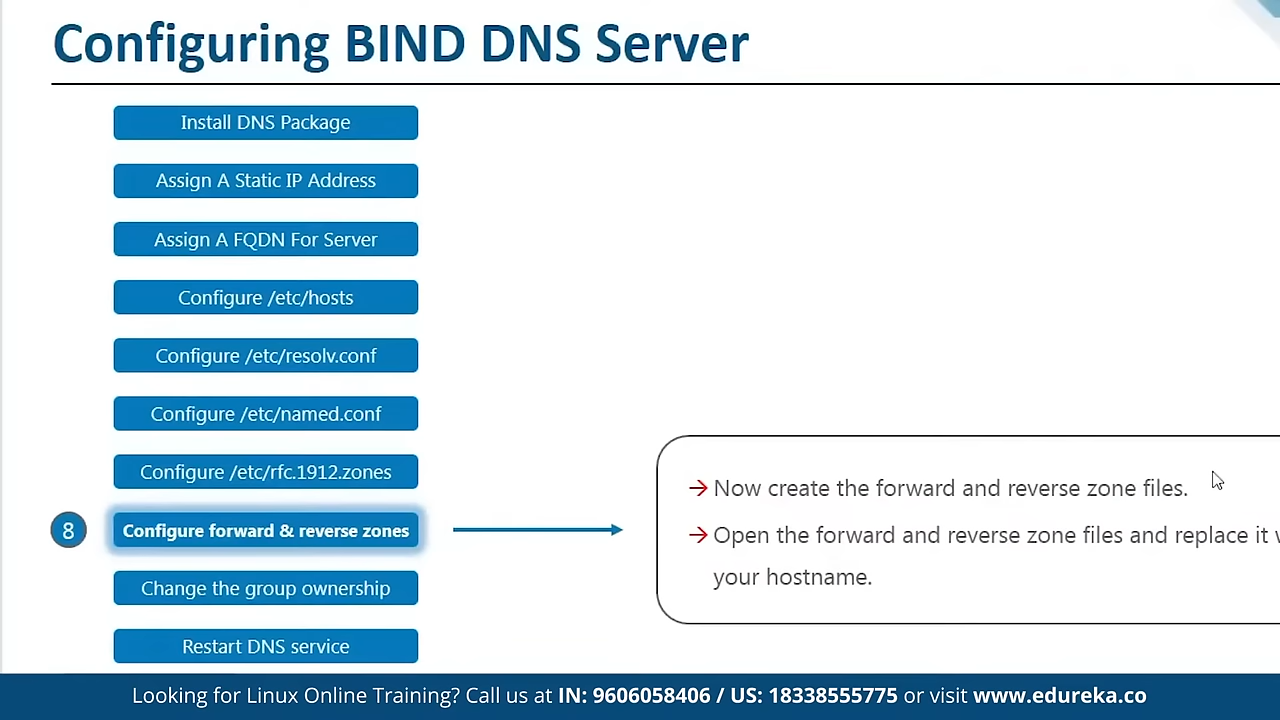 Configuring BIND DNS Server
Install DNS Package
Assign A Static IP Address
Assign A FQDN For Server
Configure /etc/hosts
Configure /etc/resolv.conf
Configure /etc/named.conf
Configure /etc/rfc.1912.zones
8
Configure forward & reverse zones
Change the group ownership
Restart DNS service
→ Now create the forward and reverse zone files.
→ Open the forward and reverse zone files and replace it
your hostname.
Looking for Linux Online Training? Call us at IN: 9606058406 / US: 18338555775 or visit www.edureka.co